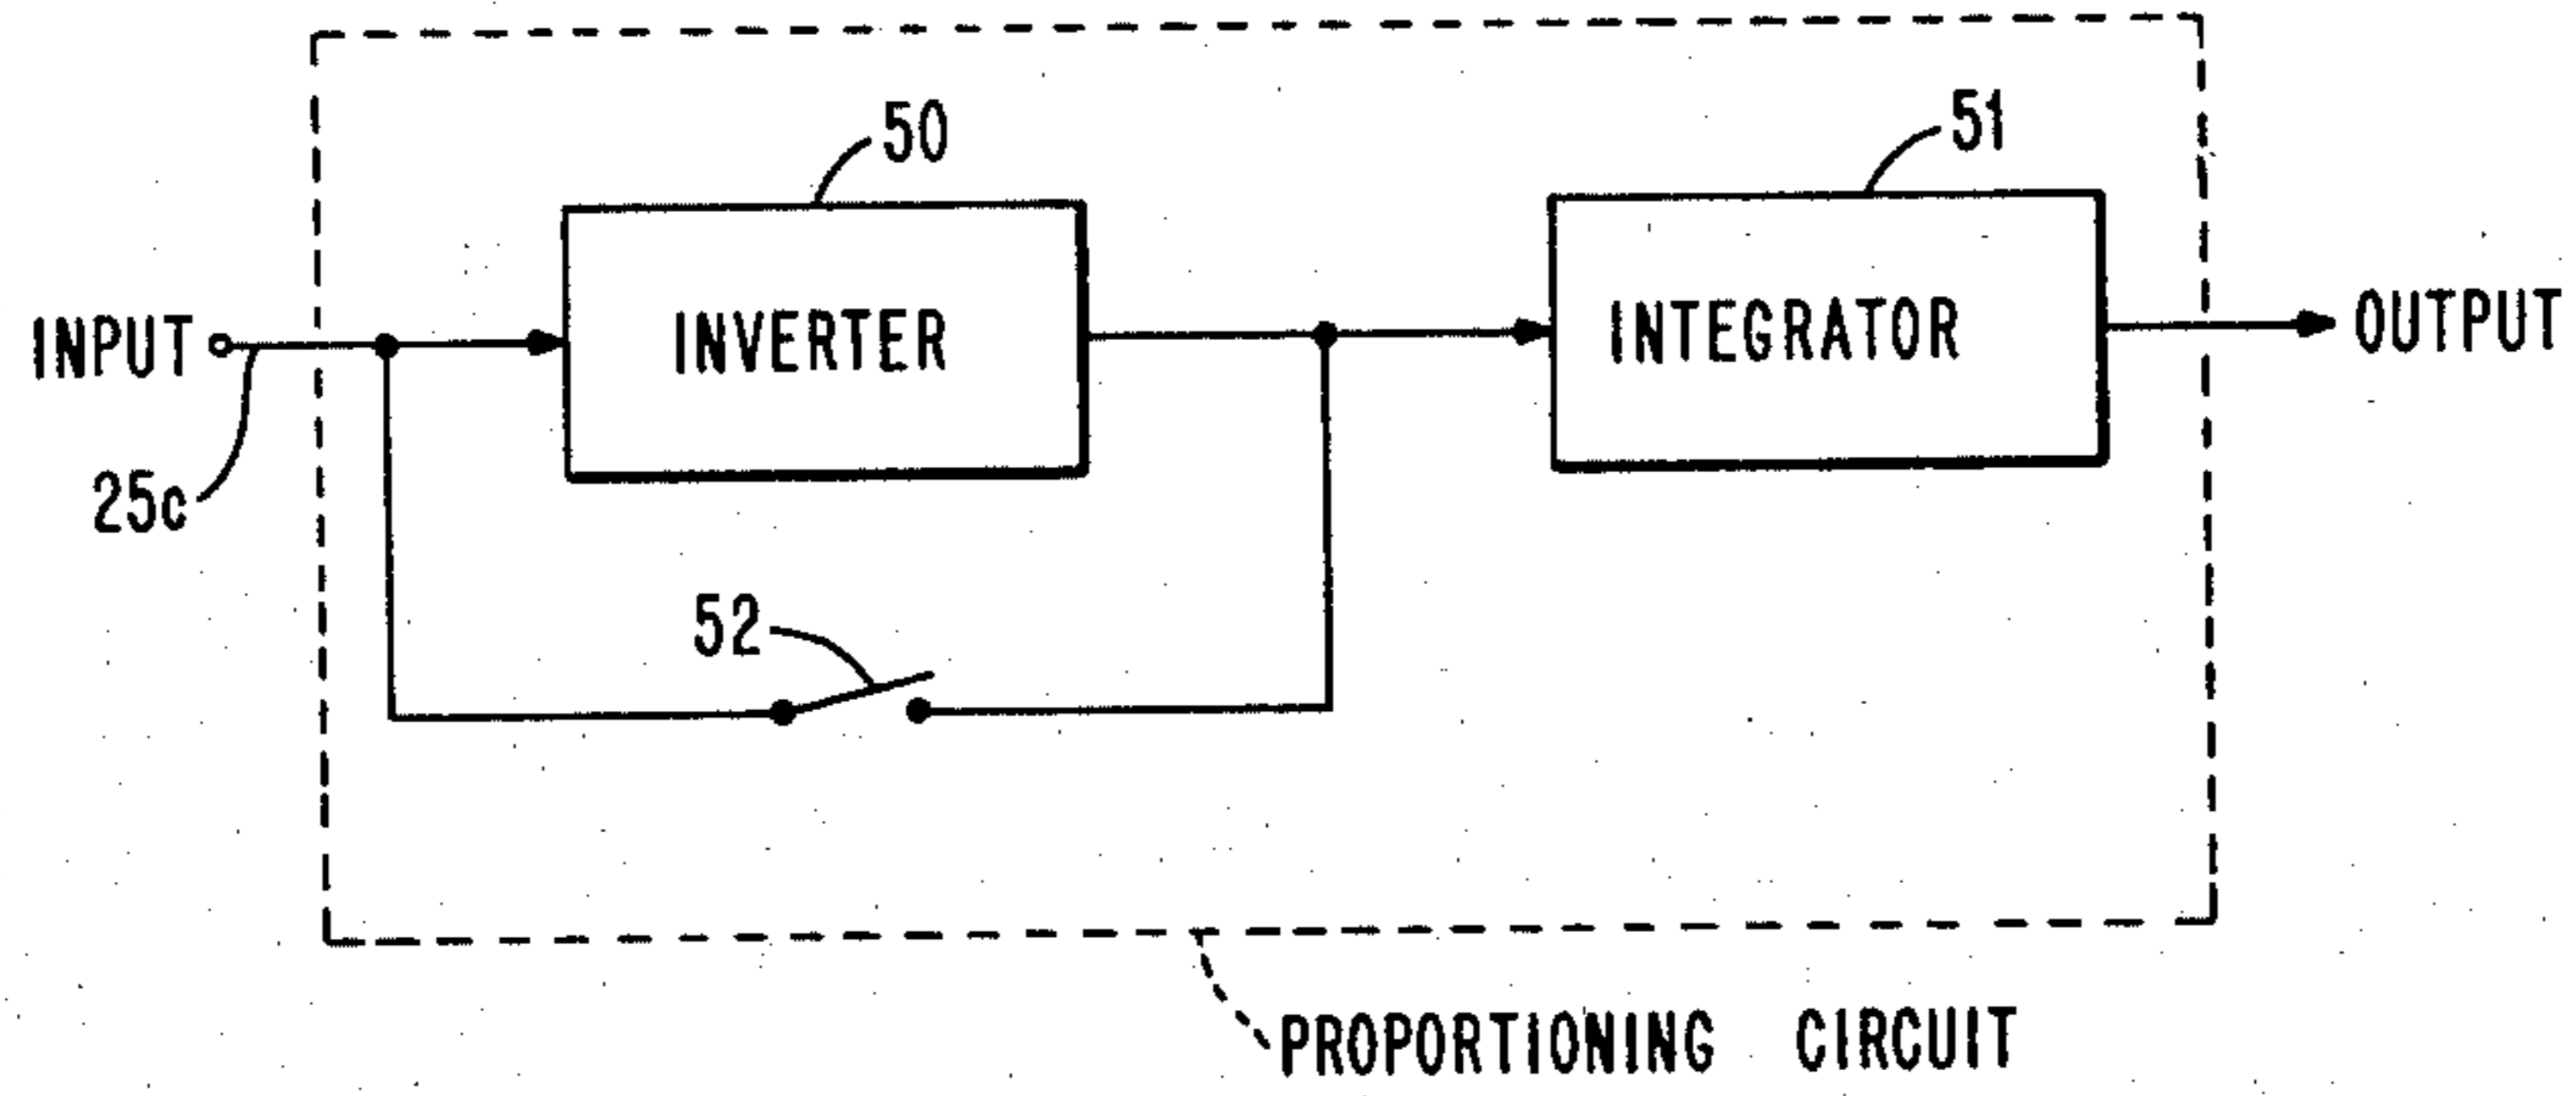 50
51
INPUT
INVERTER
INTEGRATOR
OUTPUT
25c
52
PROPORTIONING CIRCUIT